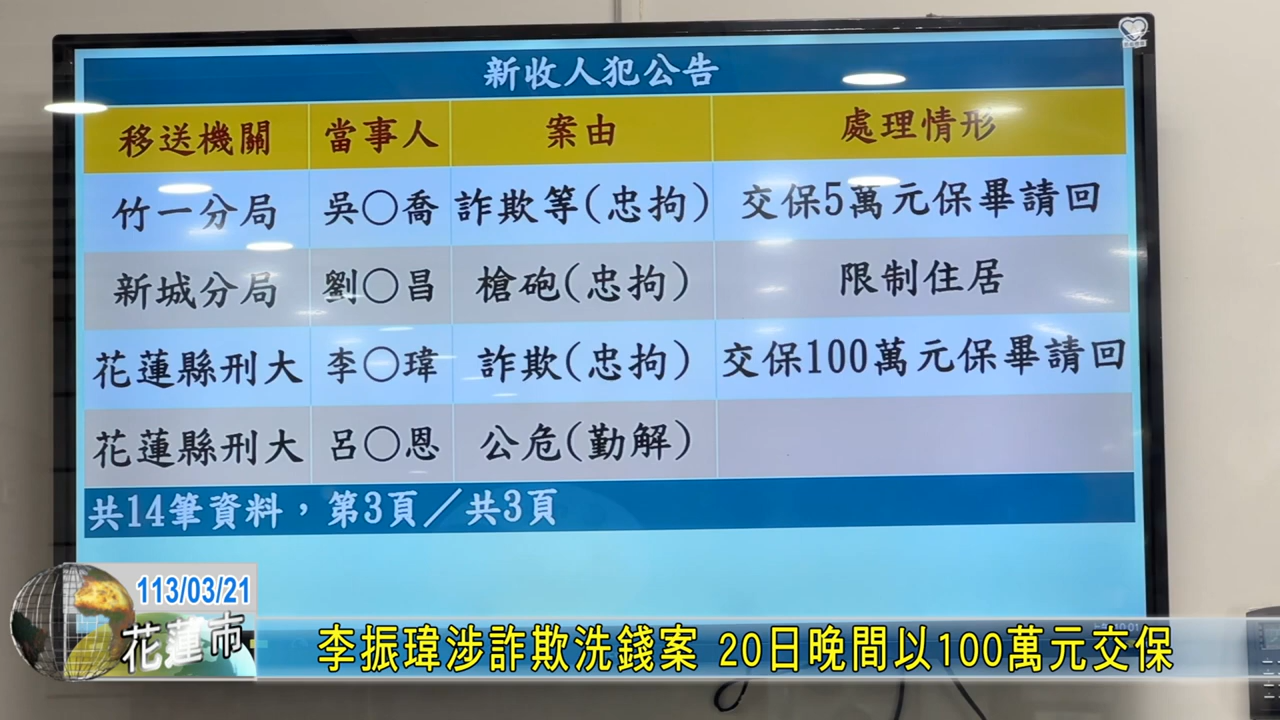 新收人犯公告
移送機關 當事人 案由 處理情形
竹一分局 吳○喬 詐欺等(忠拘) 交保5萬元保畢請回
新城分局 劉○昌 槍砲(忠拘) 限制住居
花蓮縣刑大 李○瑋 詐欺(忠拘) 交保100萬元保畢請回
花蓮縣刑大 呂○恩 公危(勤解)
共14筆資料，第3頁／共3頁
113/03/21
花蓮市
李振瑋涉詐欺洗錢案 20日晚間以100萬元交保